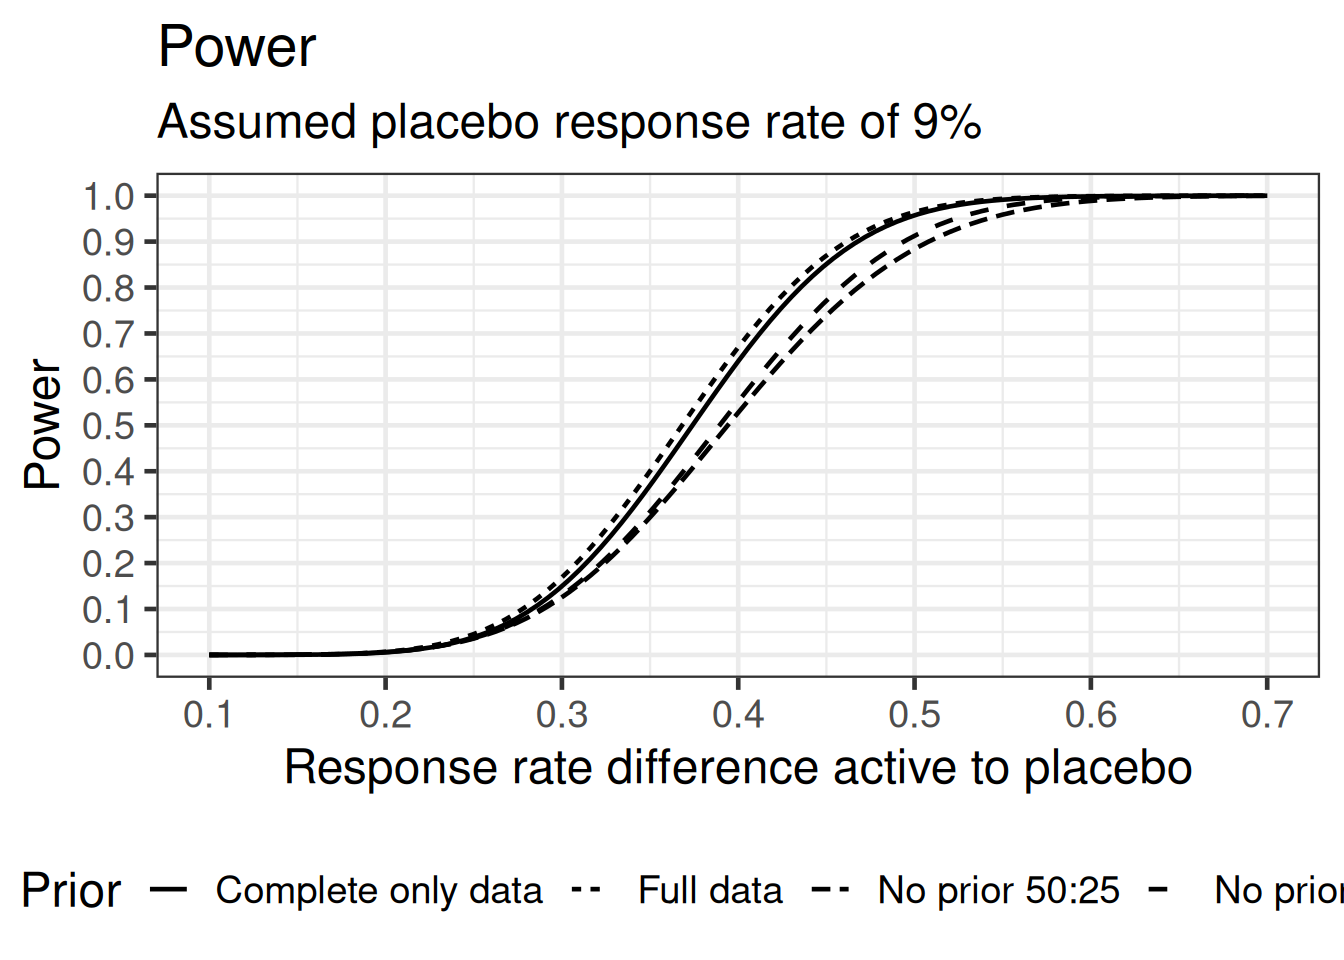 Power
Assumed placebo response rate of 9%
Power
1.0
0.9
0.8
0.7
0.6
0.5
0.4
0.3
0.2
0.1
0.0
0.1 0.2 0.3 0.4 0.5 0.6 0.7
Response rate difference active to placebo
Prior Complete only data Full data No prior 50:25 No prior